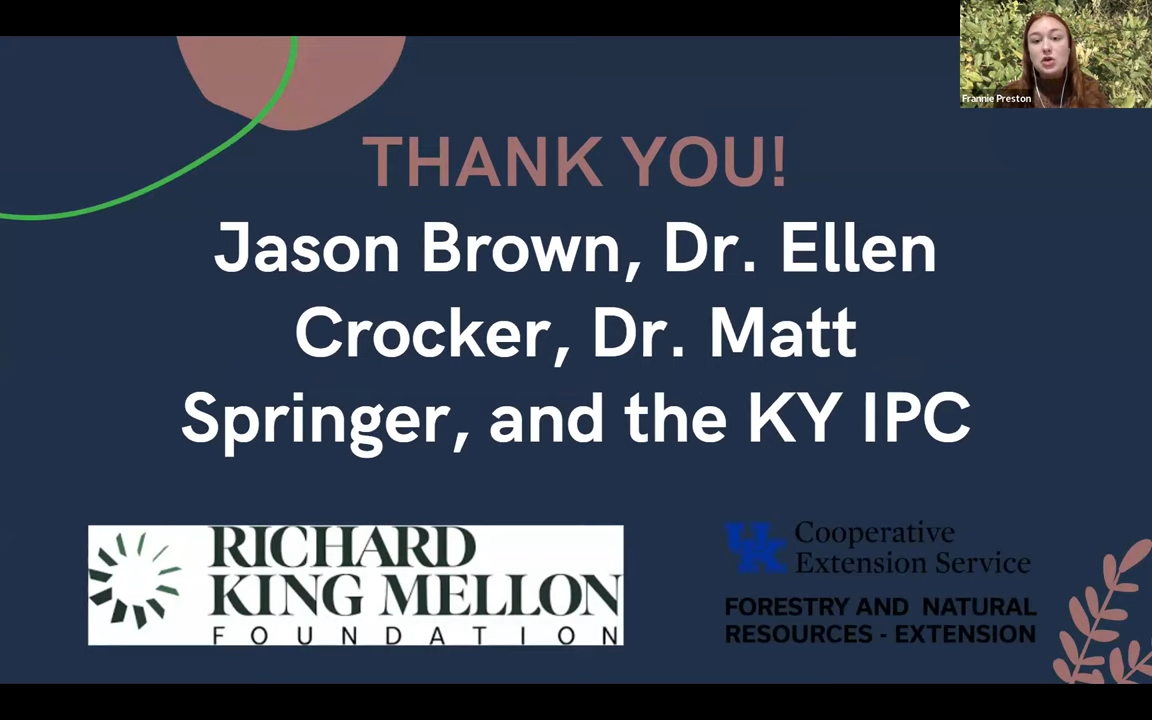 Frannie Preston
THANK YOU!
Jason Brown, Dr. Ellen
Crocker, Dr. Matt
Springer, and the KY IPC
RICHARD
KING MELLON
FOUNDATION
UK
Cooperative
Extension Service
FORESTRY AND NATURAL
RESOURCES - EXTENSION